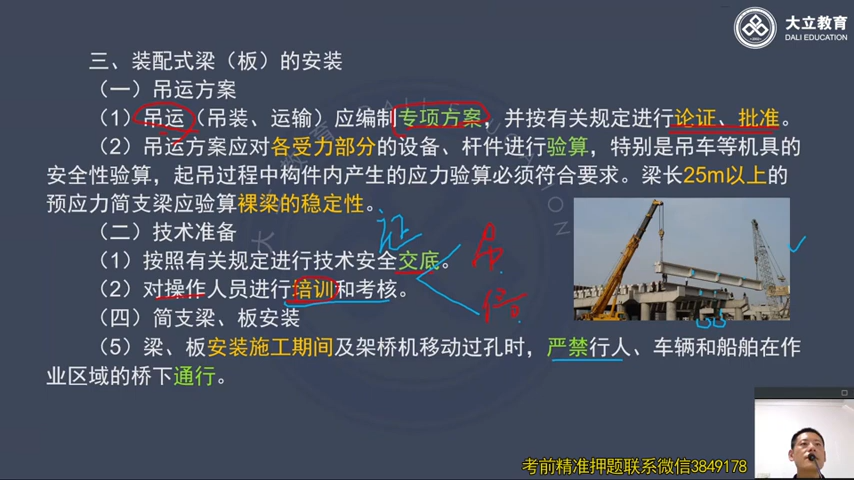 大立教育
DALI EDUCATION
三、装配式梁（板）的安装
（一）吊运方案
（1）吊运（吊装、运输）应编制专项方案，并按有关规定进行论证、批准。
（2）吊运方案应对各受力部分的设备、杆件进行验算，特别是吊车等机具的
安全性验算，起吊过程中构件内产生的应力验算必须符合要求。梁长25m以上的
预应力简支梁应验算裸梁的稳定性。
（二）技术准备
证
（1）按照有关规定进行技术安全交底。
吊
（2）对操作人员进行培训和考核。
信
（四）简支梁、板安装
（5）梁、板安装施工期间及架桥机移动过孔时，严禁行人、车辆和船舶在作
业区域的桥下通行。
考前精准押题联系微信3849178